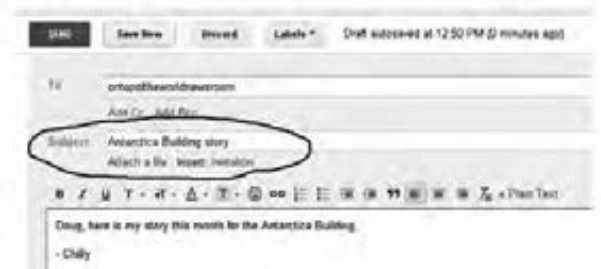 SEND Save Now Discard Labels Draft autosaved at 12:50 PM (0 minutes ago)
To
Add Cc Add Bcc
Subject: Antarctica Building story
Attach a file Insert: Invitation
B I U T Plain Text
Doug, here is my story this month for the Antarctica Building.
- Chilly